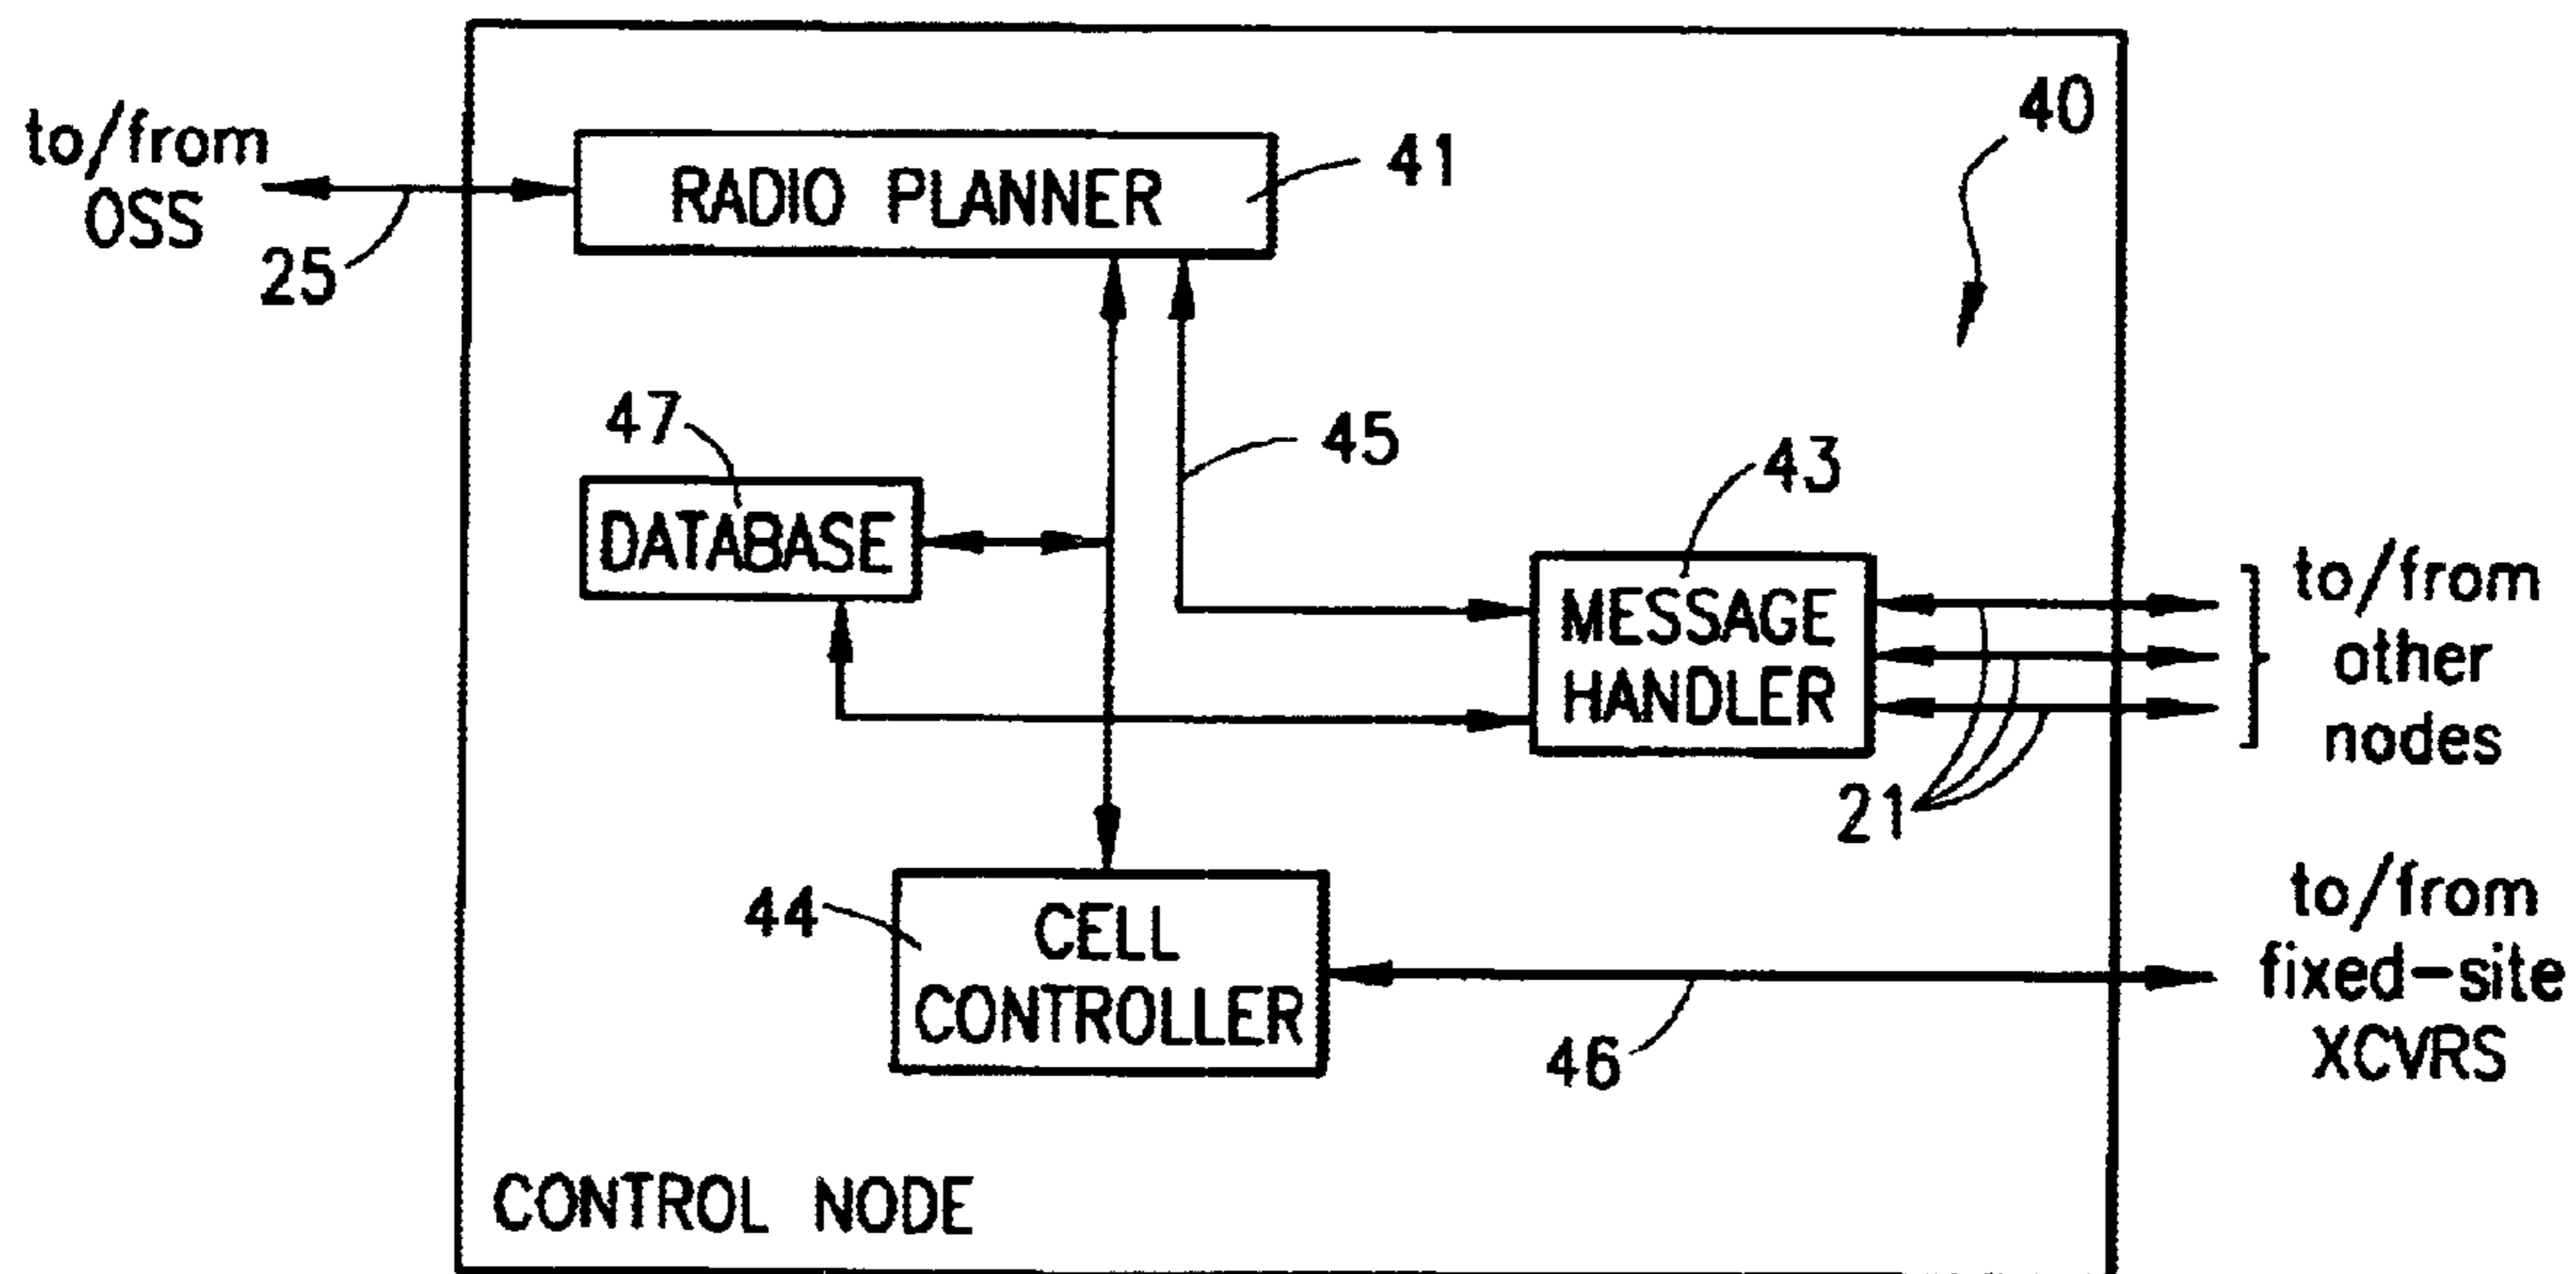 to/from
OSS
25
RADIO PLANNER
41
40
47
DATABASE
45
43
MESSAGE
HANDLER
to/from
other
nodes
21
44
CELL
CONTROLLER
46
to/from
fixed-site
XCVRS
CONTROL NODE